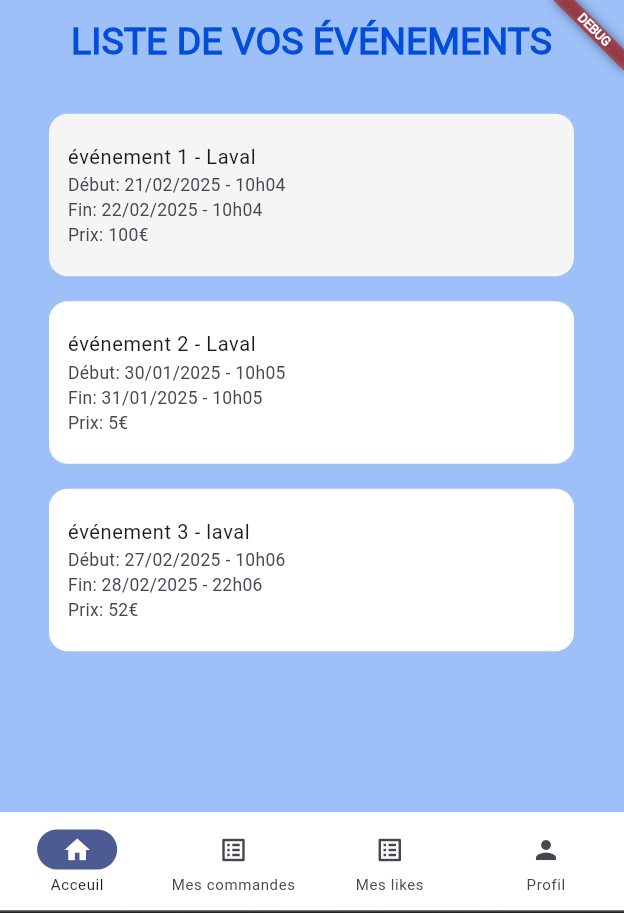 LISTE DE VOS ÉVÉNEMENTS
DEBUG
événement 1 - Laval
Début: 21/02/2025 - 10h04
Fin: 22/02/2025 - 10h04
Prix: 100€
événement 2 - Laval
Début: 30/01/2025 - 10h05
Fin: 31/01/2025 - 10h05
Prix: 5€
événement 3 - laval
Début: 27/02/2025 - 10h06
Fin: 28/02/2025 - 22h06
Prix: 52€
Acceuil
Mes commandes
Mes likes
Profil